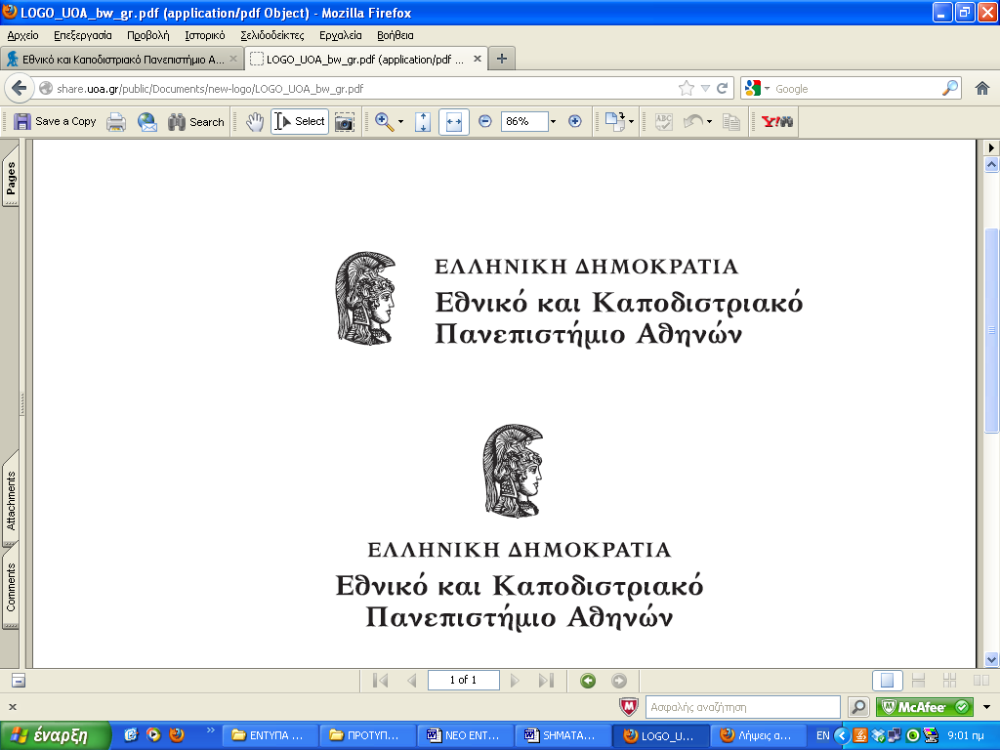 LOGO_UOA_bw_gr.pdf (application/pdf Object) - Mozilla Firefox
Αρχείο Επεξεργασία Προβολή Ιστορικό Σελιδοδείκτες Εργαλεία Βοήθεια
Εθνικό και Καποδιστριακό Πανεπιστήμιο Α... LOGO_UOA_bw_gr.pdf (application/pdf ...
share.uoa.gr/public/Documents/new-logo/LOGO_UOA_bw_gr.pdf Google
Save a Copy Search Select 86% Y!
Pages
ΕΛΛΗΝΙΚΗ ΔΗΜΟΚΡΑΤΙΑ
Εθνικό και Καποδιστριακό
Πανεπιστήμιο Αθηνών
Attachments
Comments
ΕΛΛΗΝΙΚΗ ΔΗΜΟΚΡΑΤΙΑ
Εθνικό και Καποδιστριακό
Πανεπιστήμιο Αθηνών
1 of 1
Ασφαλής αναζήτηση McAfee
έναρξη ΕΝΤΥΠΑ ... ΠΡΟΤΥΠ... ΝΕΟ ΕΝΤ... SHMATA... LOGO_U... Λήψεις α... EN 9:01 πμ